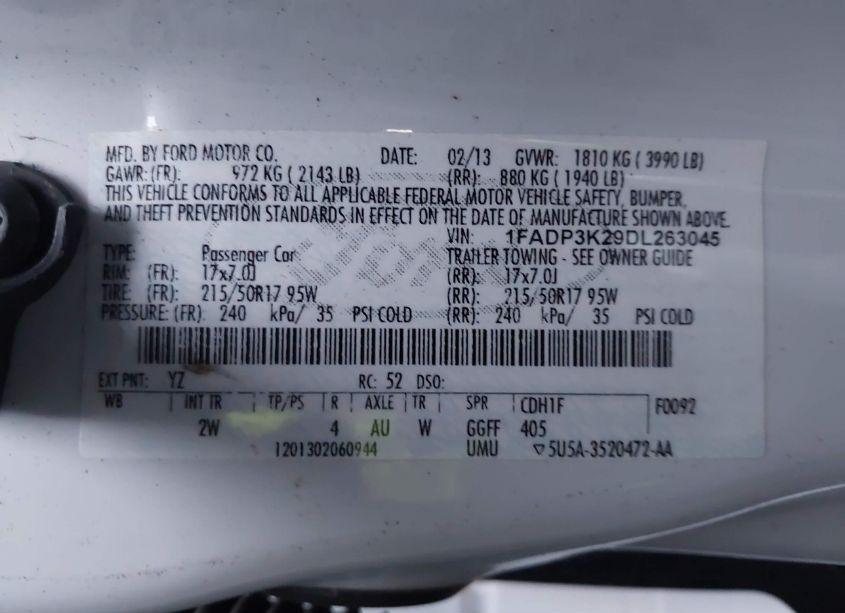 MFD. BY FORD MOTOR CO. DATE: 02/13 GVWR: 1810 KG ( 3990 LB)
GAWR:(FR): 972 KG ( 2143 LB) (RR): 880 KG ( 1940 LB)
THIS VEHICLE CONFORMS TO ALL APPLICABLE FEDERAL MOTOR VEHICLE SAFETY, BUMPER,
AND THEFT PREVENTION STANDARDS IN EFFECT ON THE DATE OF MANUFACTURE SHOWN ABOVE.
VIN: 1FADP3K29DL263045
TYPE: Passenger Car TRAILER TOWING - SEE OWNER GUIDE
RIM: (FR): 17x7.0J (RR): 17x7.0J
TIRE: (FR): 215/50R17 95W (RR): 215/50R17 95W
PRESSURE: (FR): 240 kPa/ 35 PSI COLD (RR): 240 kPa/ 35 PSI COLD
EXT PNT: YZ RC: 52 DSO:
WB INT TR TP/PS R AXLE TR SPR CDH1F F0092
2W 4 AU W GGFF 405
1201302060944 UMU ▽5U5A-3520472-AA